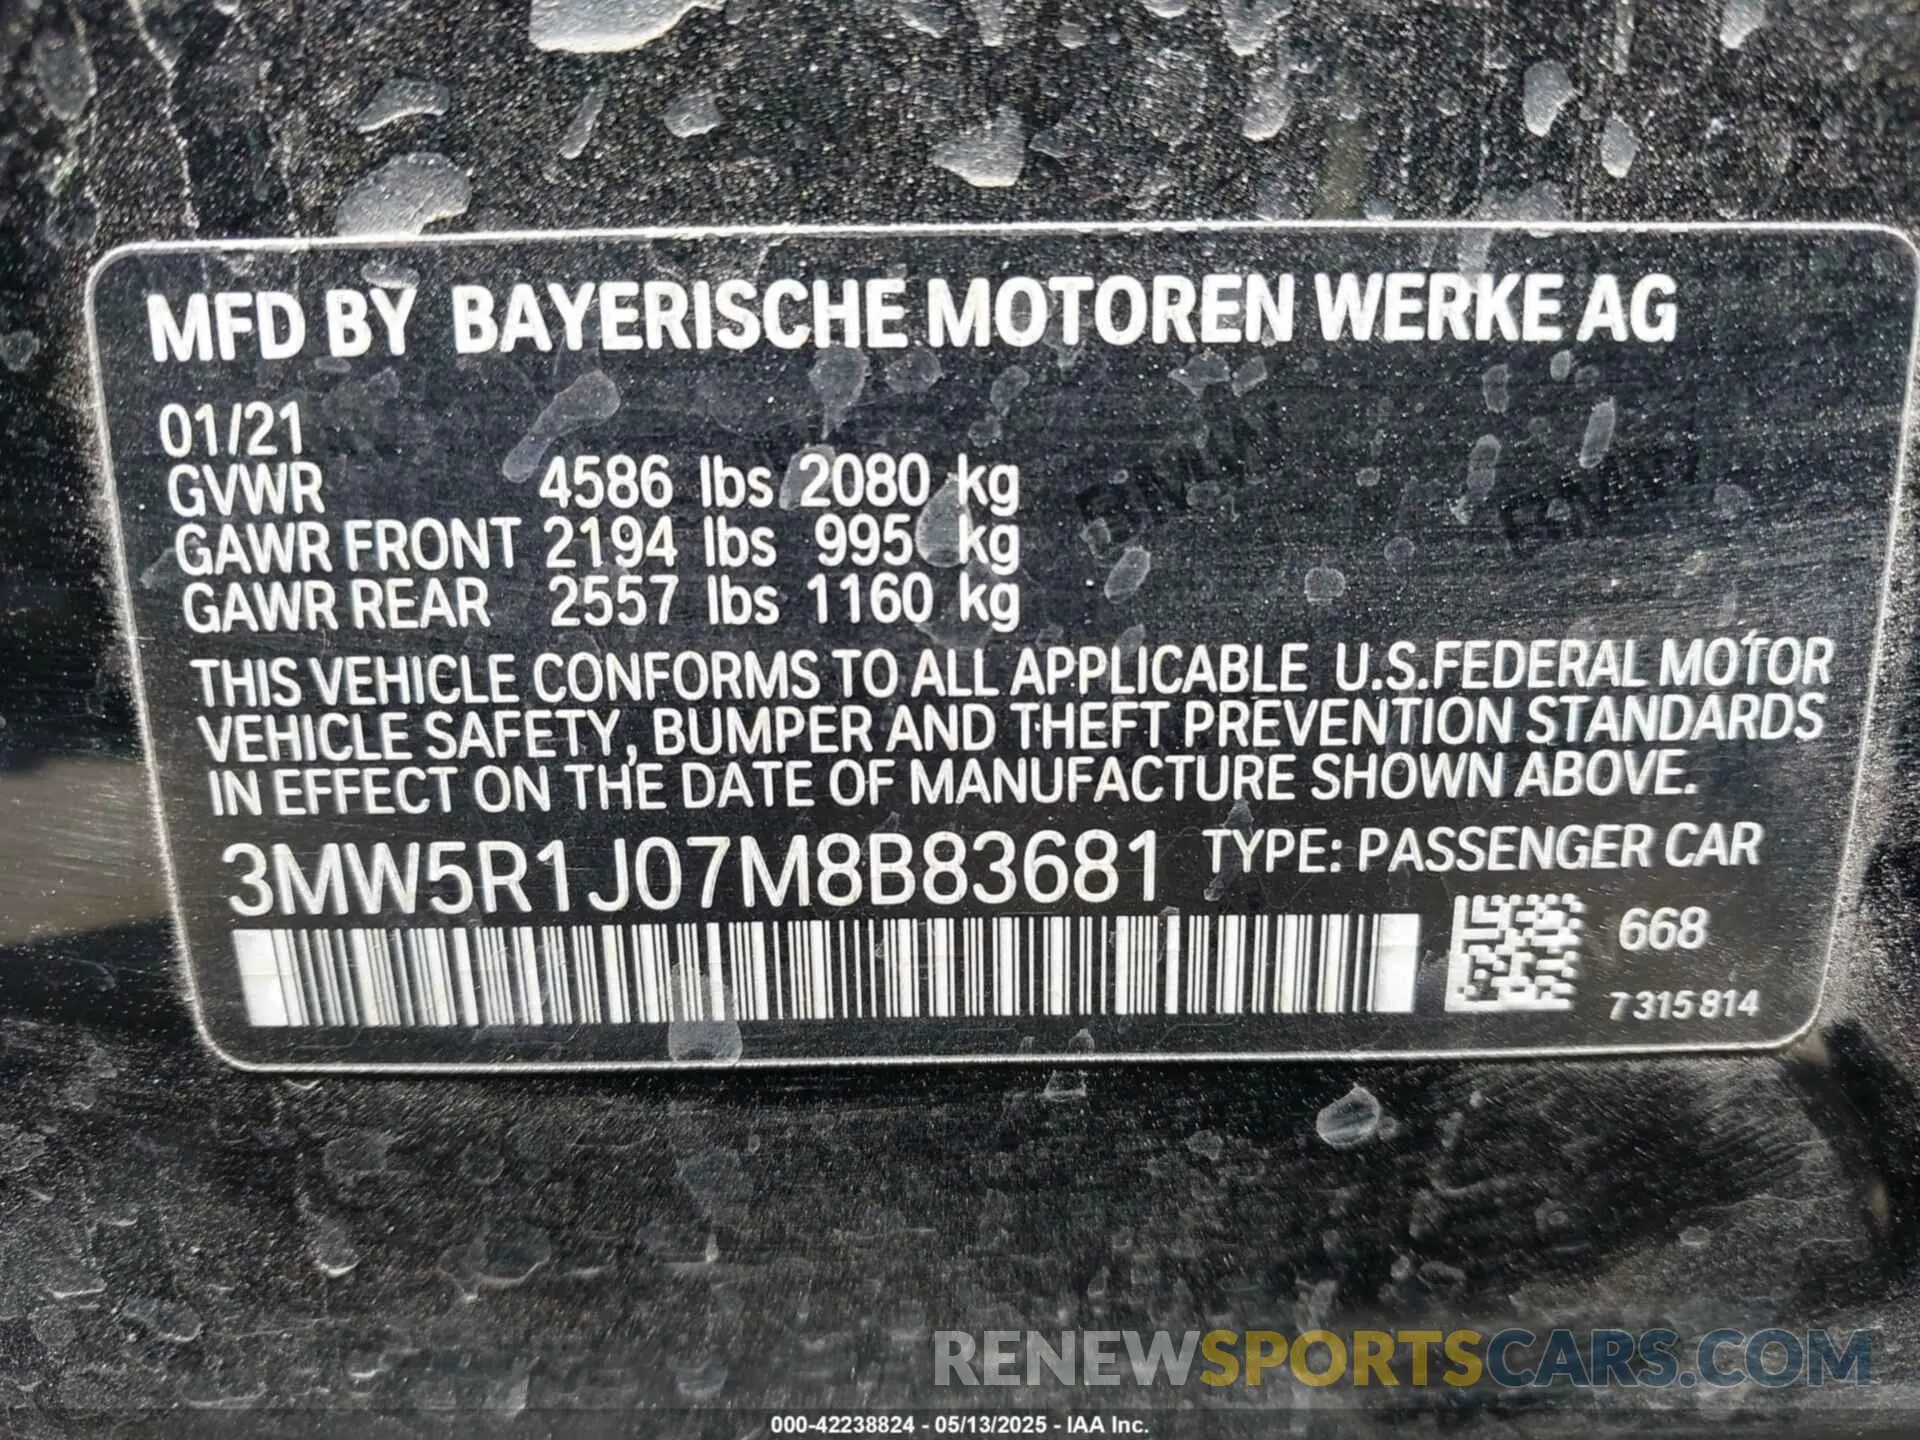 MFD BY BAYERISCHE MOTOREN WERKE AG
01/21
GVWR 4586 lbs 2080 kg
GAWR FRONT 2194 lbs 995 kg
GAWR REAR 2557 lbs 1160 kg
THIS VEHICLE CONFORMS TO ALL APPLICABLE U.S.FEDERAL MOTOR
VEHICLE SAFETY, BUMPER AND THEFT PREVENTION STANDARDS
IN EFFECT ON THE DATE OF MANUFACTURE SHOWN ABOVE.
3MW5R1J07M8B83681 TYPE: PASSENGER CAR
668
7 315 814
RENEWSPORTSCARS.COM
000-42238824 - 05/13/2025 - IAA Inc.